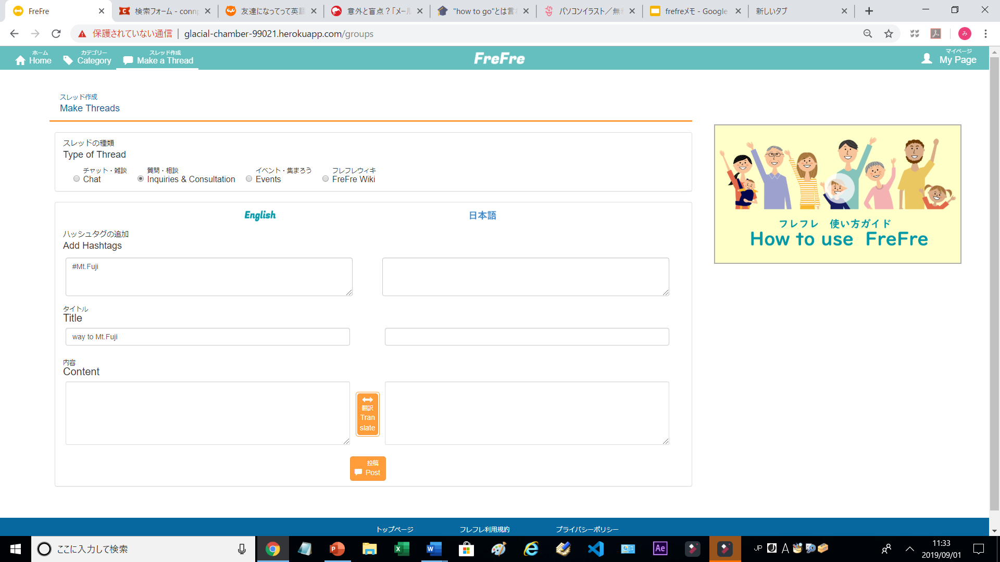 FreFre
検索フォーム - conn
友達になってって英語
意外と盲点？「メール
"how to go"とは言わ
パソコンイラスト／無
frefreメモ - Google
新しいタブ
保護されていない通信
glacial-chamber-99021.herokuapp.com/groups
み
ホーム
Home
カテゴリー
Category
スレッド作成
Make a Thread
FreFre
マイページ
My Page
スレッド作成
Make Threads
スレッドの種類
Type of Thread
チャット・雑談
Chat
質問・相談
Inquiries & Consultation
イベント・集まろう
Events
フレフレウィキ
FreFre Wiki
English
日本語
ハッシュタグの追加
Add Hashtags
#Mt.Fuji
タイトル
Title
way to Mt.Fuji
内容
Content
翻訳
Tran
slate
投稿
Post
フレフレ 使い方ガイド
How to use FreFre
トップページ
フレフレ利用規約
プライバシーポリシー
ここに入力して検索
Ae
JP
A
11:33
2019/09/01